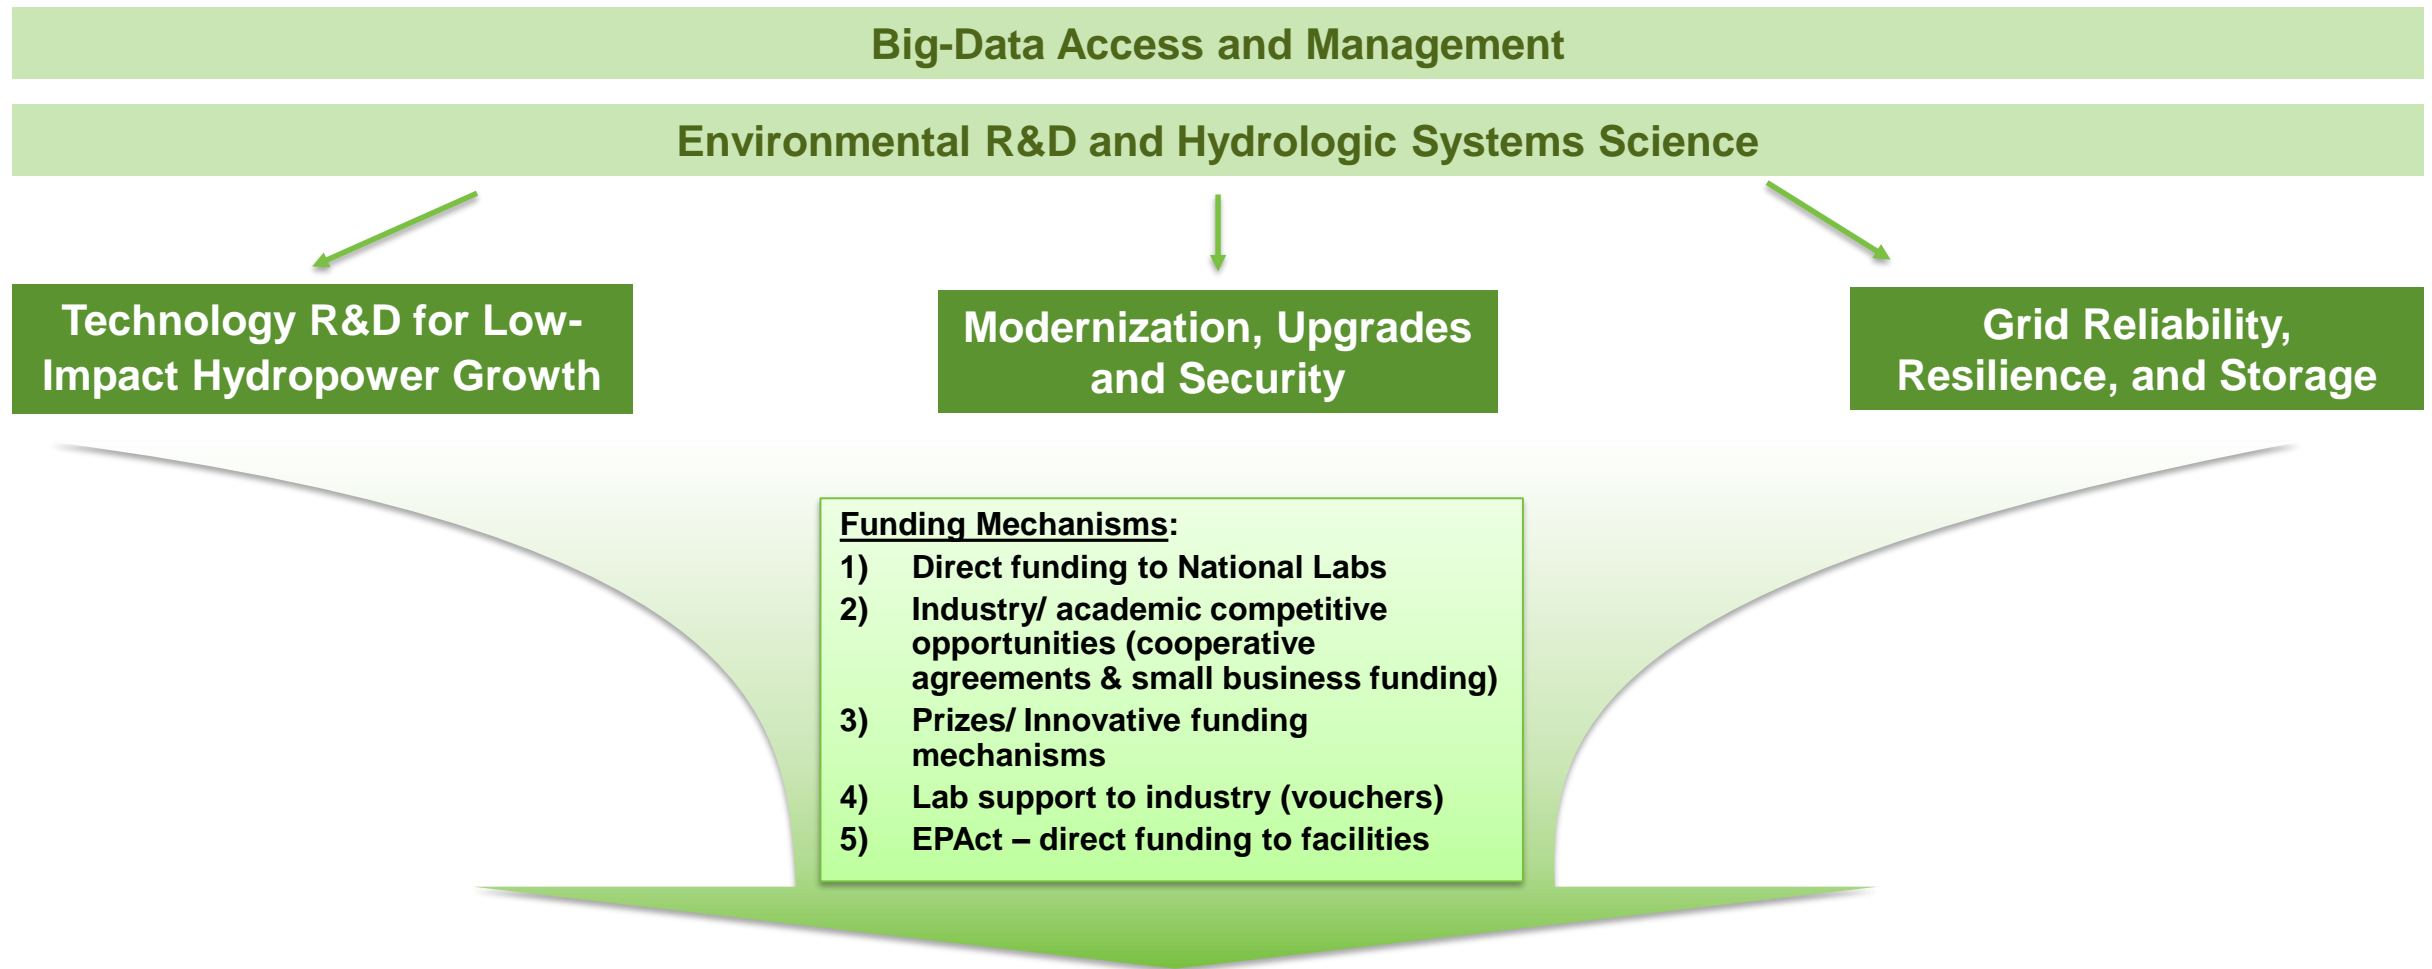 Big-Data Access and Management
Environmental R&D and Hydrologic Systems Science
Technology R&D for Low-
Impact Hydropower Growth
Modernization, Upgrades
and Security
Grid Reliability,
Resilience, and Storage
Funding Mechanisms:
1) Direct funding to National Labs
2) Industry/ academic competitive
opportunities (cooperative
agreements & small business funding)
3) Prizes/ Innovative funding
mechanisms
4) Lab support to industry (vouchers)
5) EPAct – direct funding to facilities